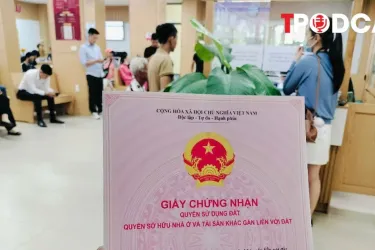 TPODCA
CỘNG HÒA XÃ HỘI CHỦ NGHĨA VIỆT NAM
Độc lập - Tự do - Hạnh phúc
GIẤY CHỨNG NHẬN
QUYỀN SỬ DỤNG ĐẤT
QUYỀN SỞ HỮU NHÀ Ở VÀ TÀI SẢN KHÁC GẮN LIỀN VỚI ĐẤT